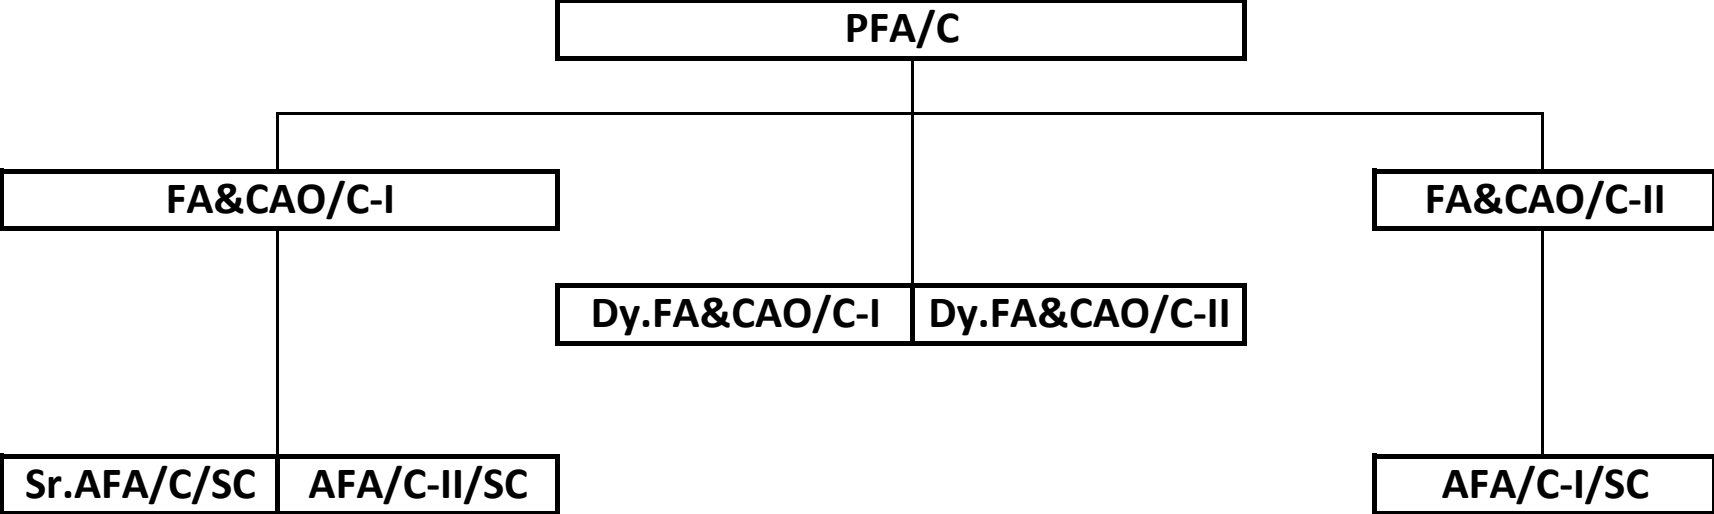 PFA/C
FA&CAO/C-I
FA&CAO/C-II
Dy.FA&CAO/C-I
Dy.FA&CAO/C-II
Sr.AFA/C/SC
AFA/C-II/SC
AFA/C-I/SC